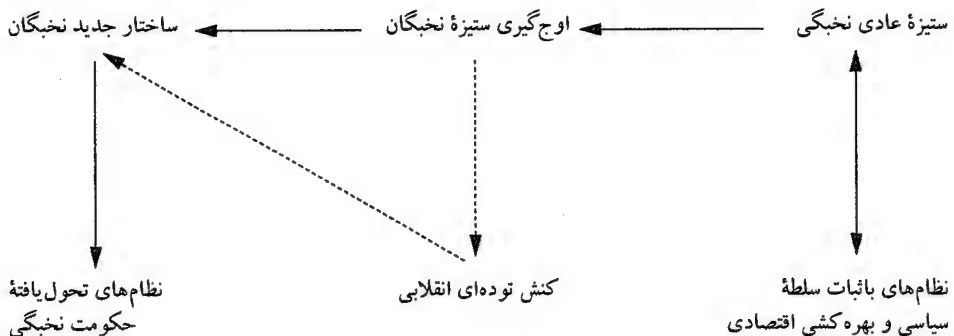 ستیزهٔ عادی نخبگی
اوج‌گیری ستیزهٔ نخبگان
ساختار جدید نخبگان
نظام‌های باثبات سلطهٔ
سیاسی و بهره‌کشی اقتصادی
کنش توده‌ای انقلابی
نظام‌های تحول‌یافتهٔ
حکومت نخبگی